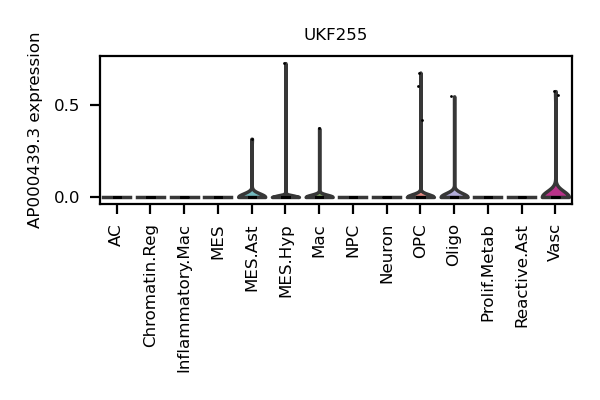 UKF255
AP000439.3 expression
0.5
0.0
AC
Chromatin.Reg
Inflammatory.Mac
MES
MES.Ast
MES.Hyp
Mac
NPC
Neuron
OPC
Oligo
Prolif.Metab
Reactive.Ast
Vasc